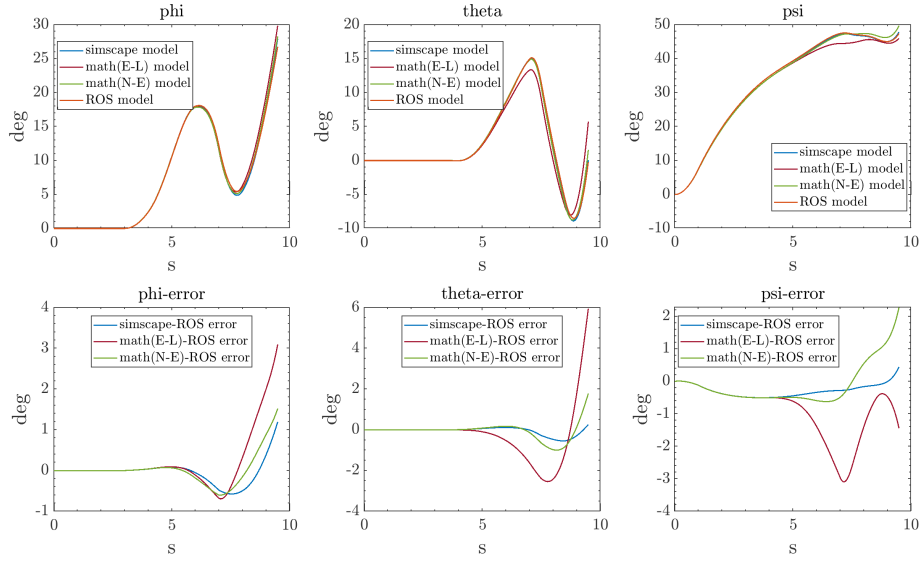 phi
30
25
20
15
10
5
0
deg
simscape model
math(E-L) model
math(N-E) model
ROS model
0
5
10
s
theta
20
15
10
5
0
-5
-10
deg
simscape model
math(E-L) model
math(N-E) model
ROS model
0
5
10
s
psi
50
40
30
20
10
0
-10
deg
simscape model
math(E-L) model
math(N-E) model
ROS model
0
5
10
s
phi-error
4
3
2
1
0
-1
deg
simscape-ROS error
math(E-L)-ROS error
math(N-E)-ROS error
0
5
10
s
theta-error
6
4
2
0
-2
-4
deg
simscape-ROS error
math(E-L)-ROS error
math(N-E)-ROS error
0
5
10
s
psi-error
2
1
0
-1
-2
-3
-4
deg
simscape-ROS error
math(E-L)-ROS error
math(N-E)-ROS error
0
5
10
s